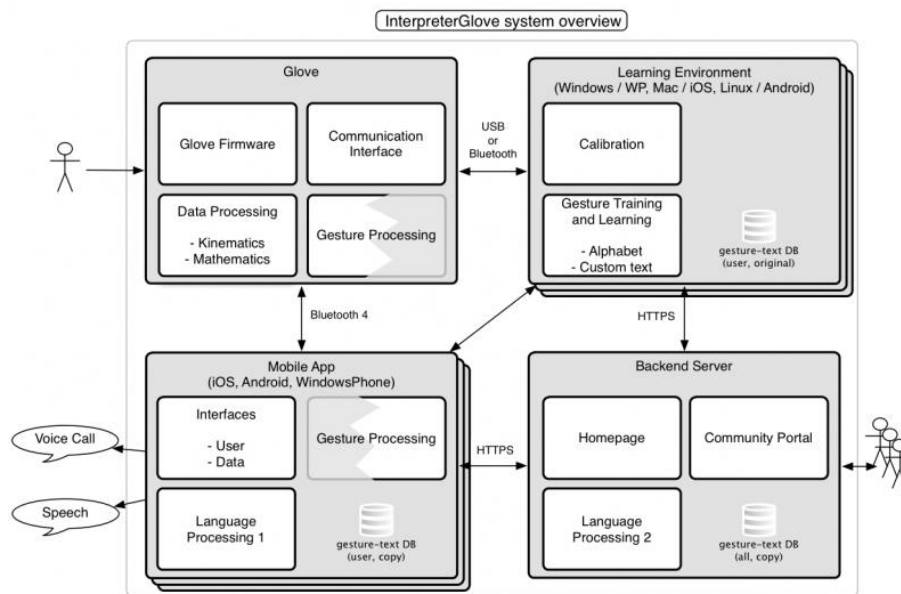 InterpreterGlove system overview
Glove
Glove Firmware
Communication
Interface
Data Processing
- Kinematics
- Mathematics
Gesture Processing
USB
or
Bluetooth
Learning Environment
(Windows / WP, Mac / iOS, Linux / Android)
Calibration
Gesture Training
and Learning
- Alphabet
- Custom text
gesture-text DB
(user, original)
Bluetooth 4
HTTPS
Mobile App
(iOS, Android, WindowsPhone)
Interfaces
- User
- Data
Gesture Processing
Language
Processing 1
gesture-text DB
(user, copy)
Voice Call
Speech
HTTPS
Backend Server
Homepage
Community Portal
Language
Processing 2
gesture-text DB
(all, copy)